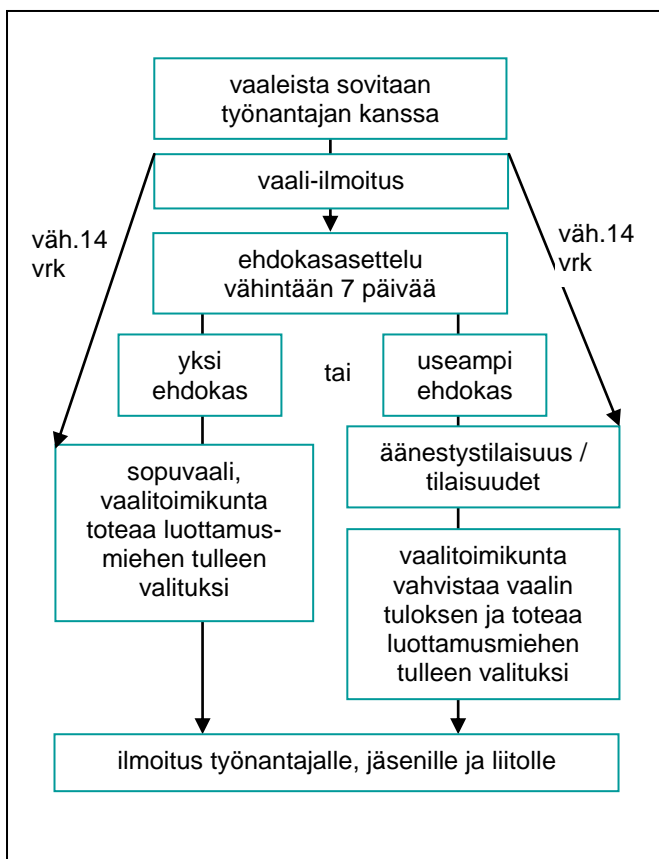 vaaleista sovitaan
työnantajan kanssa
vaali-ilmoitus
väh.14
vrk
väh.14
vrk
ehdokasasettelu
vähintään 7 päivää
yksi
ehdokas
tai
useampi
ehdokas
sopuvaali,
vaalitoimikunta
toteaa luottamus-
miehen tulleen
valituksi
äänestystilaisuus /
tilaisuudet
vaalitoimikunta
vahvistaa vaalin
tuloksen ja toteaa
luottamusmiehen
tulleen valituksi
ilmoitus työnantajalle, jäsenille ja liitolle